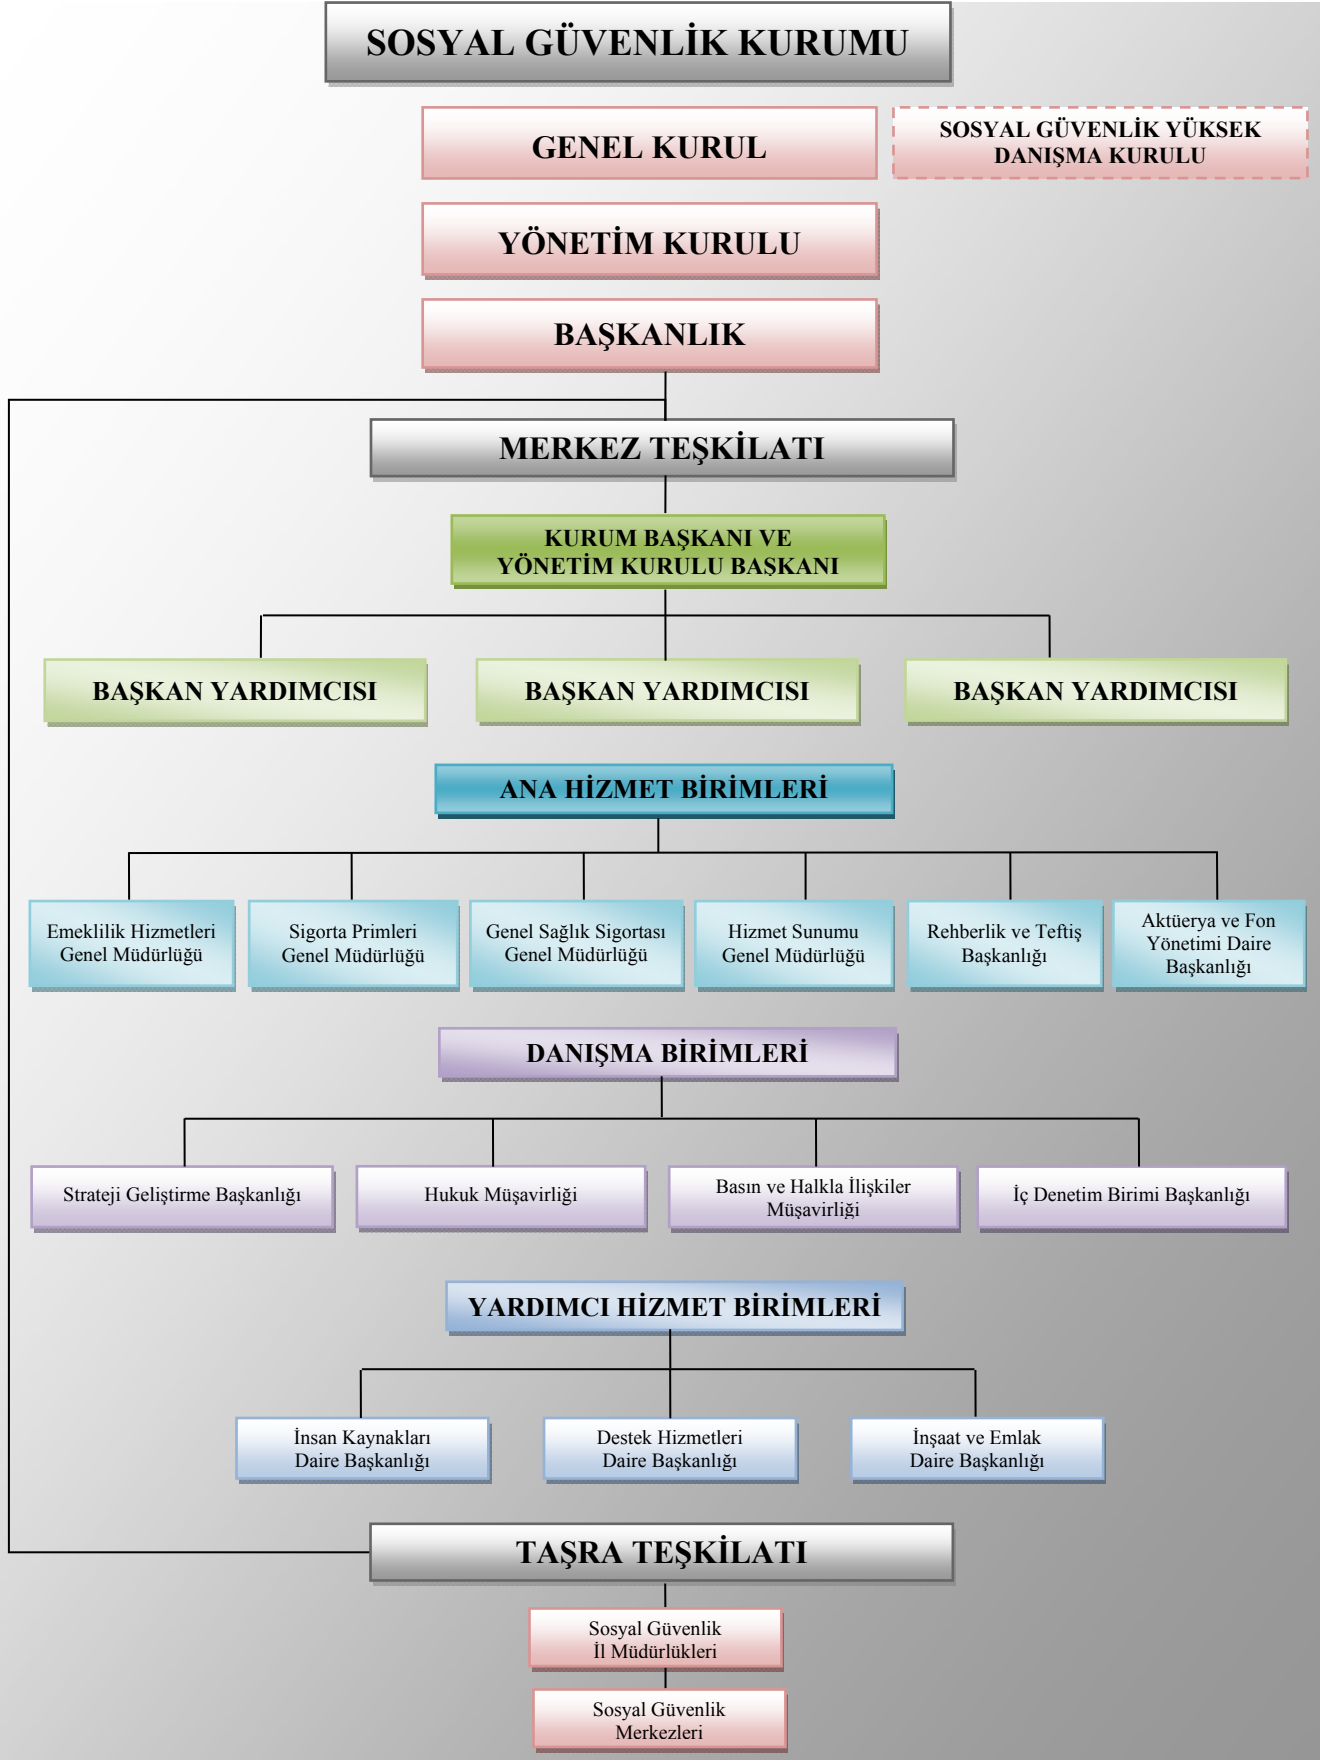 SOSYAL GÜVENLİK KURUMU
GENEL KURUL
SOSYAL GÜVENLİK YÜKSEK
DANIŞMA KURULU
YÖNETİM KURULU
BAŞKANLIK
MERKEZ TEŞKİLATI
KURUM BAŞKANI VE
YÖNETİM KURULU BAŞKANI
BAŞKAN YARDIMCISI
BAŞKAN YARDIMCISI
BAŞKAN YARDIMCISI
ANA HİZMET BİRİMLERİ
Emeklilik Hizmetleri
Genel Müdürlüğü
Sigorta Primleri
Genel Müdürlüğü
Genel Sağlık Sigortası
Genel Müdürlüğü
Hizmet Sunumu
Genel Müdürlüğü
Rehberlik ve Teftiş
Başkanlığı
Aktüerya ve Fon
Yönetimi Daire
Başkanlığı
DANIŞMA BİRİMLERİ
Strateji Geliştirme Başkanlığı
Hukuk Müşavirliği
Basın ve Halkla İlişkiler
Müşavirliği
İç Denetim Birimi Başkanlığı
YARDIMCI HİZMET BİRİMLERİ
İnsan Kaynakları
Daire Başkanlığı
Destek Hizmetleri
Daire Başkanlığı
İnşaat ve Emlak
Daire Başkanlığı
TAŞRA TEŞKİLATI
Sosyal Güvenlik
İl Müdürlükleri
Sosyal Güvenlik
Merkezleri